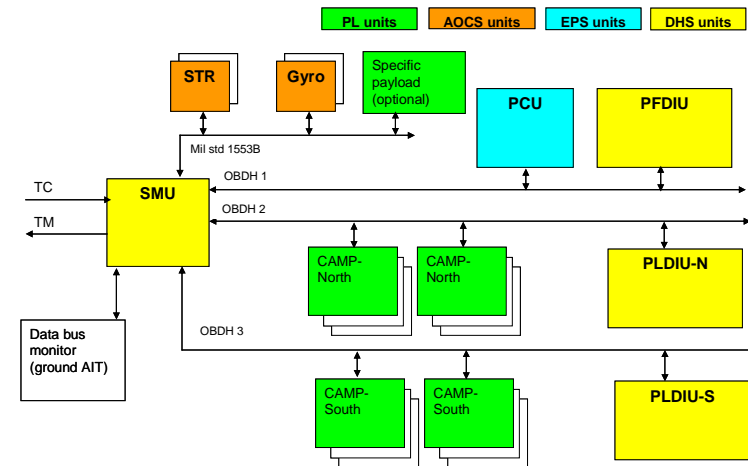 PL units
AOCS units
EPS units
DHS units
STR
Gyro
Specific
payload
(optional)
PCU
PFDIU
Mil std 1553B
TC
TM
SMU
OBDH 1
OBDH 2
CAMP-
North
CAMP-
North
PLDIU-N
Data bus
monitor
(ground AIT)
OBDH 3
CAMP-
South
CAMP-
South
PLDIU-S